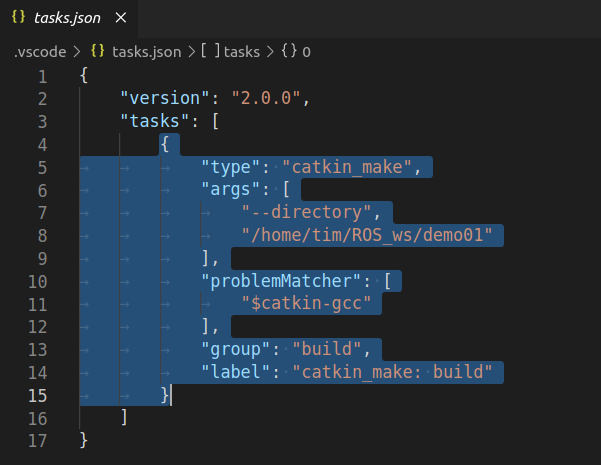 {} tasks.json ×
.vscode > {} tasks.json > [ ] tasks > {} 0
1 {
2 "version": "2.0.0",
3 "tasks": [
4 {
5 "type": "catkin_make",
6 "args": [
7 "--directory",
8 "/home/tim/ROS_ws/demo01"
9 ],
10 "problemMatcher": [
11 "$catkin-gcc"
12 ],
13 "group": "build",
14 "label": "catkin_make: build"
15 }
16 ]
17 }